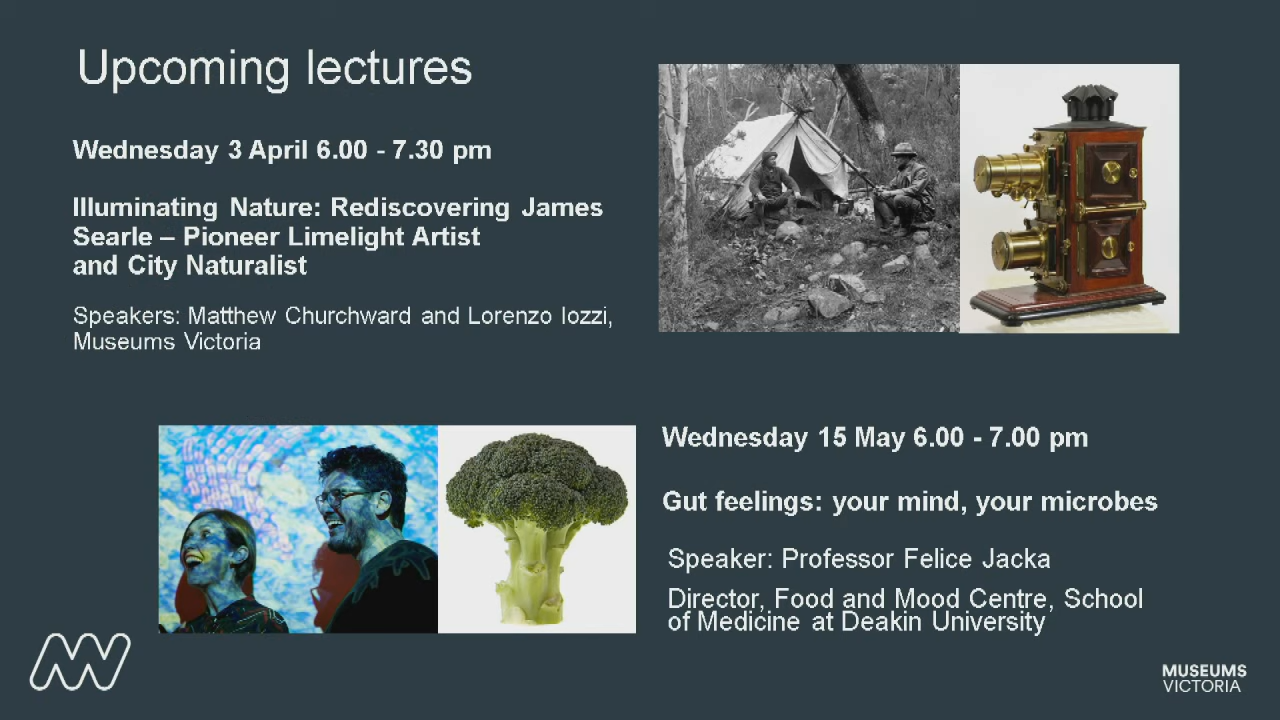 Upcoming lectures
Wednesday 3 April 6.00 - 7.30 pm
Illuminating Nature: Rediscovering James
Searle – Pioneer Limelight Artist
and City Naturalist
Speakers: Matthew Churchward and Lorenzo Iozzi,
Museums Victoria
Wednesday 15 May 6.00 - 7.00 pm
Gut feelings: your mind, your microbes
Speaker: Professor Felice Jacka
Director, Food and Mood Centre, School
of Medicine at Deakin University
MUSEUMS
VICTORIA